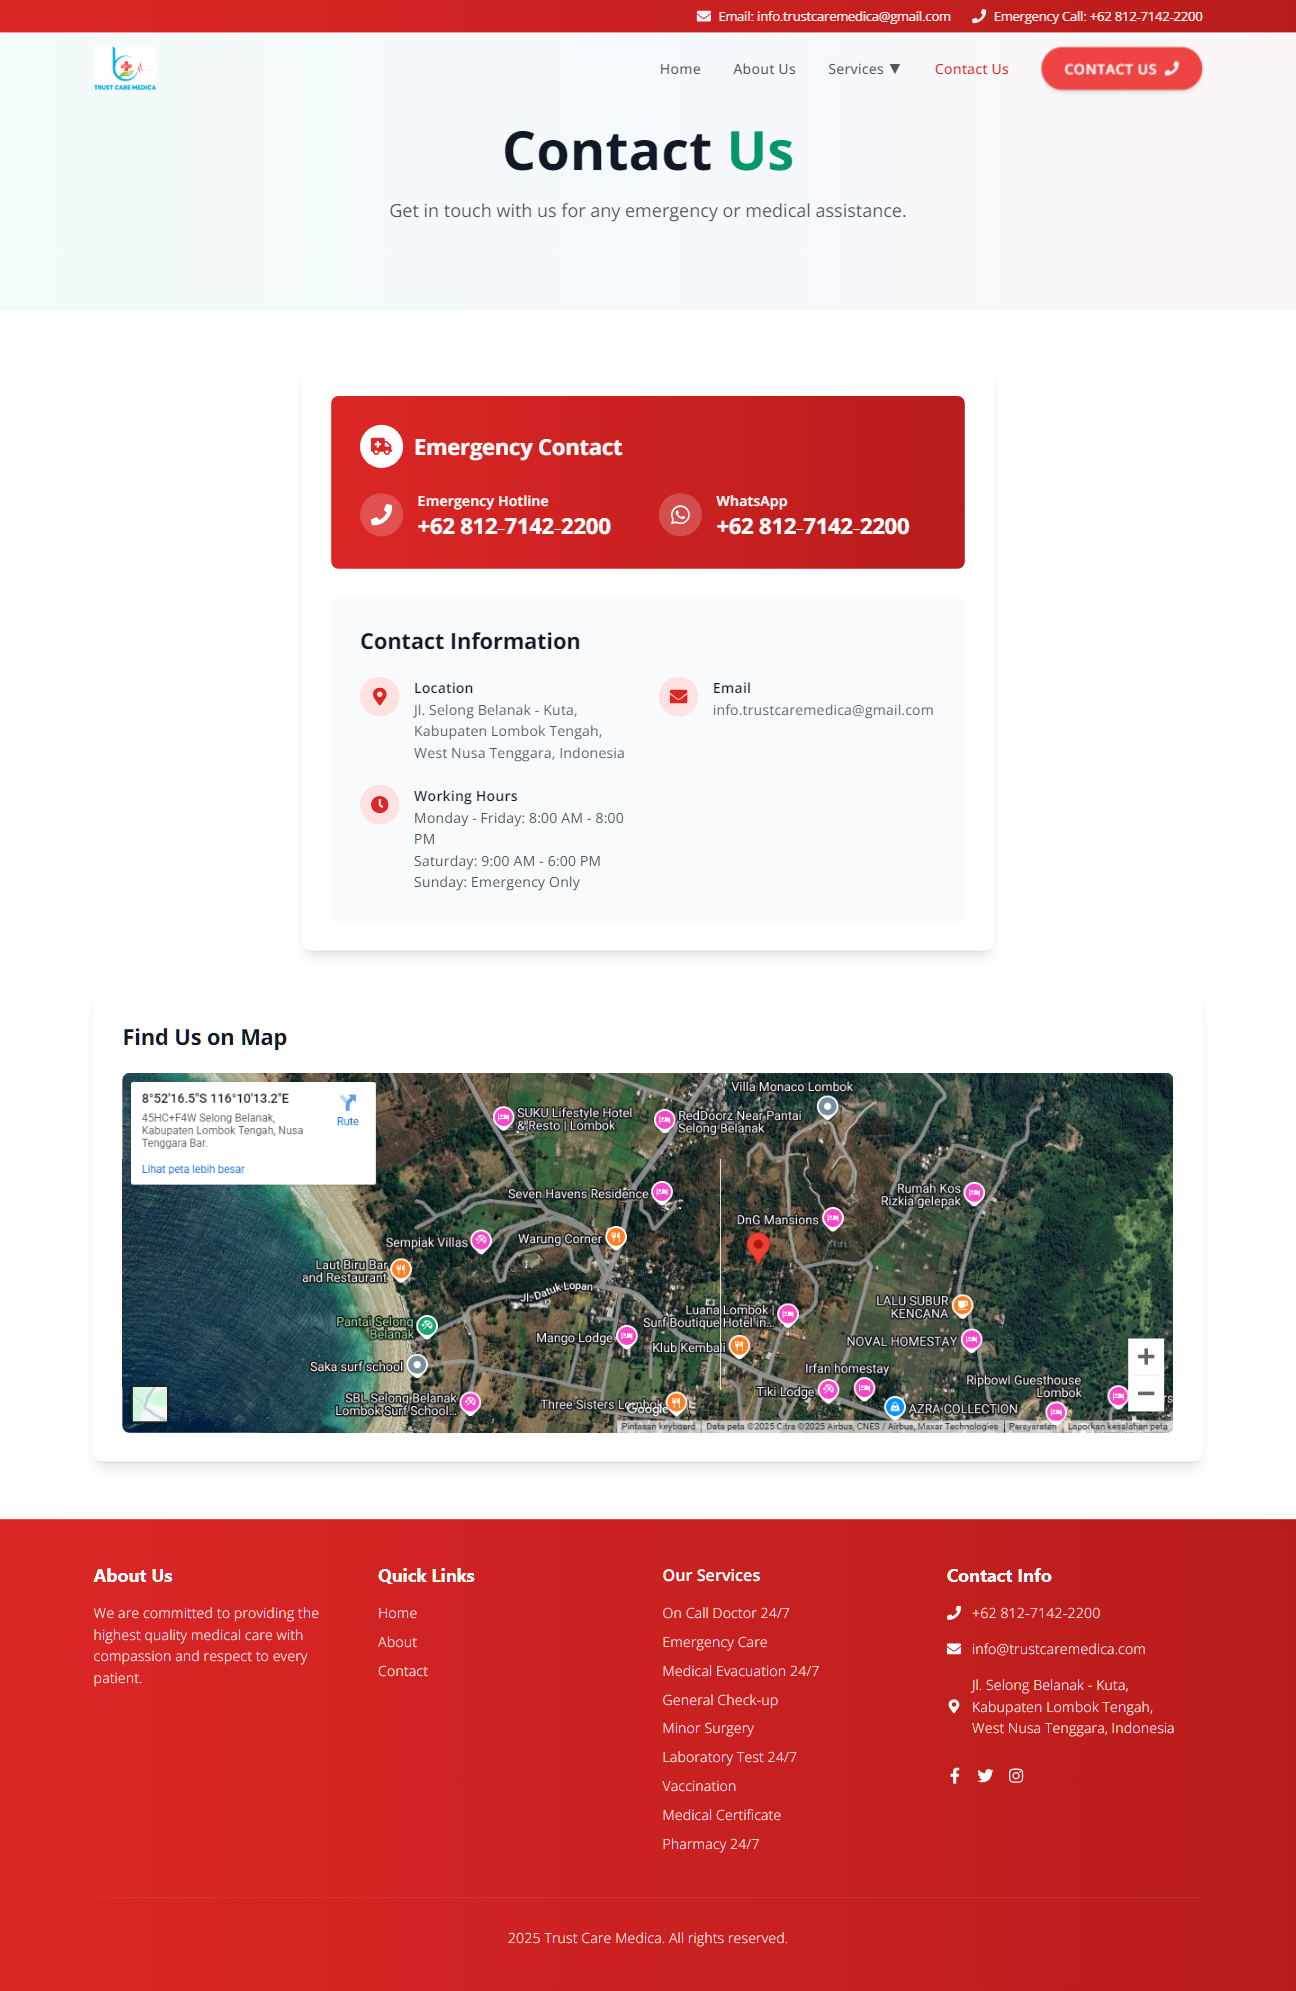 Email: info.trustcaremedica@gmail.com
Emergency Call: +62 812-7142-2200
TRUST CARE MEDICA
Home
About Us
Services ▼
Contact Us
CONTACT US
Contact Us
Get in touch with us for any emergency or medical assistance.
Emergency Contact
Emergency Hotline
+62 812-7142-2200
WhatsApp
+62 812-7142-2200
Contact Information
Location
Jl. Selong Belanak - Kuta,
Kabupaten Lombok Tengah,
West Nusa Tenggara, Indonesia
Email
info.trustcaremedica@gmail.com
Working Hours
Monday - Friday: 8:00 AM - 8:00
PM
Saturday: 9:00 AM - 6:00 PM
Sunday: Emergency Only
Find Us on Map
8°52'16.5"S 116°10'13.2"E
45HC+F4W Selong Belanak,
Kabupaten Lombok Tengah, Nusa
Tenggara Bar.
Rute
Lihat peta lebih besar
Villa Monaco Lombok
SUKU Lifestyle Hotel
& Resto | Lombok
RedDoorz Near Pantai
Selong Belanak
Seven Havens Residence
Rumah Kos
Rizkia gelepak
DnG Mansions
Sempiak Villas
Warung Corner
Laut Biru Bar
and Restaurant
Jl. Datuk Lopan
Pantai Selong
Belanak
Luana Lombok |
Surf Boutique Hotel in...
LALU SUBUR
KENCANA
Mango Lodge
Klub Kembali
NOVAL HOMESTAY
Saka surf school
Irfan homestay
Tiki Lodge
Ripbowl Guesthouse
Lombok
SBL Selong Belanak
Lombok Surf School...
Three Sisters Lombok
Google
AZRA COLLECTION
Pintasan keyboard
Data peta ©2025 Citra ©2025 Airbus, CNES / Airbus, Maxar Technologies
Persyaratan
Laporkan kesalahan peta
About Us
We are committed to providing the
highest quality medical care with
compassion and respect to every
patient.
Quick Links
Home
About
Contact
Our Services
On Call Doctor 24/7
Emergency Care
Medical Evacuation 24/7
General Check-up
Minor Surgery
Laboratory Test 24/7
Vaccination
Medical Certificate
Pharmacy 24/7
Contact Info
+62 812-7142-2200
info@trustcaremedica.com
Jl. Selong Belanak - Kuta,
Kabupaten Lombok Tengah,
West Nusa Tenggara, Indonesia
2025 Trust Care Medica. All rights reserved.